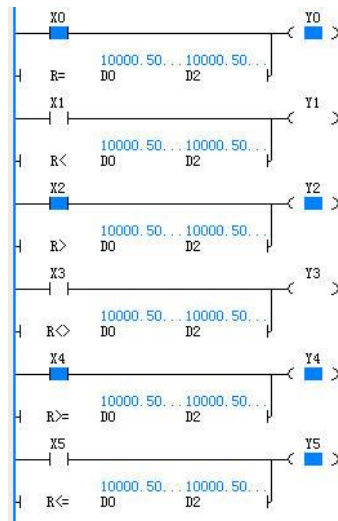 X0 Y0
10000.50...10000.50...
R= D0 D2
X1 Y1
10000.50...10000.50...
R< D0 D2
X2 Y2
10000.50...10000.50...
R> D0 D2
X3 Y3
10000.50...10000.50...
R<> D0 D2
X4 Y4
10000.50...10000.50...
R>= D0 D2
X5 Y5
10000.50...10000.50...
R<= D0 D2